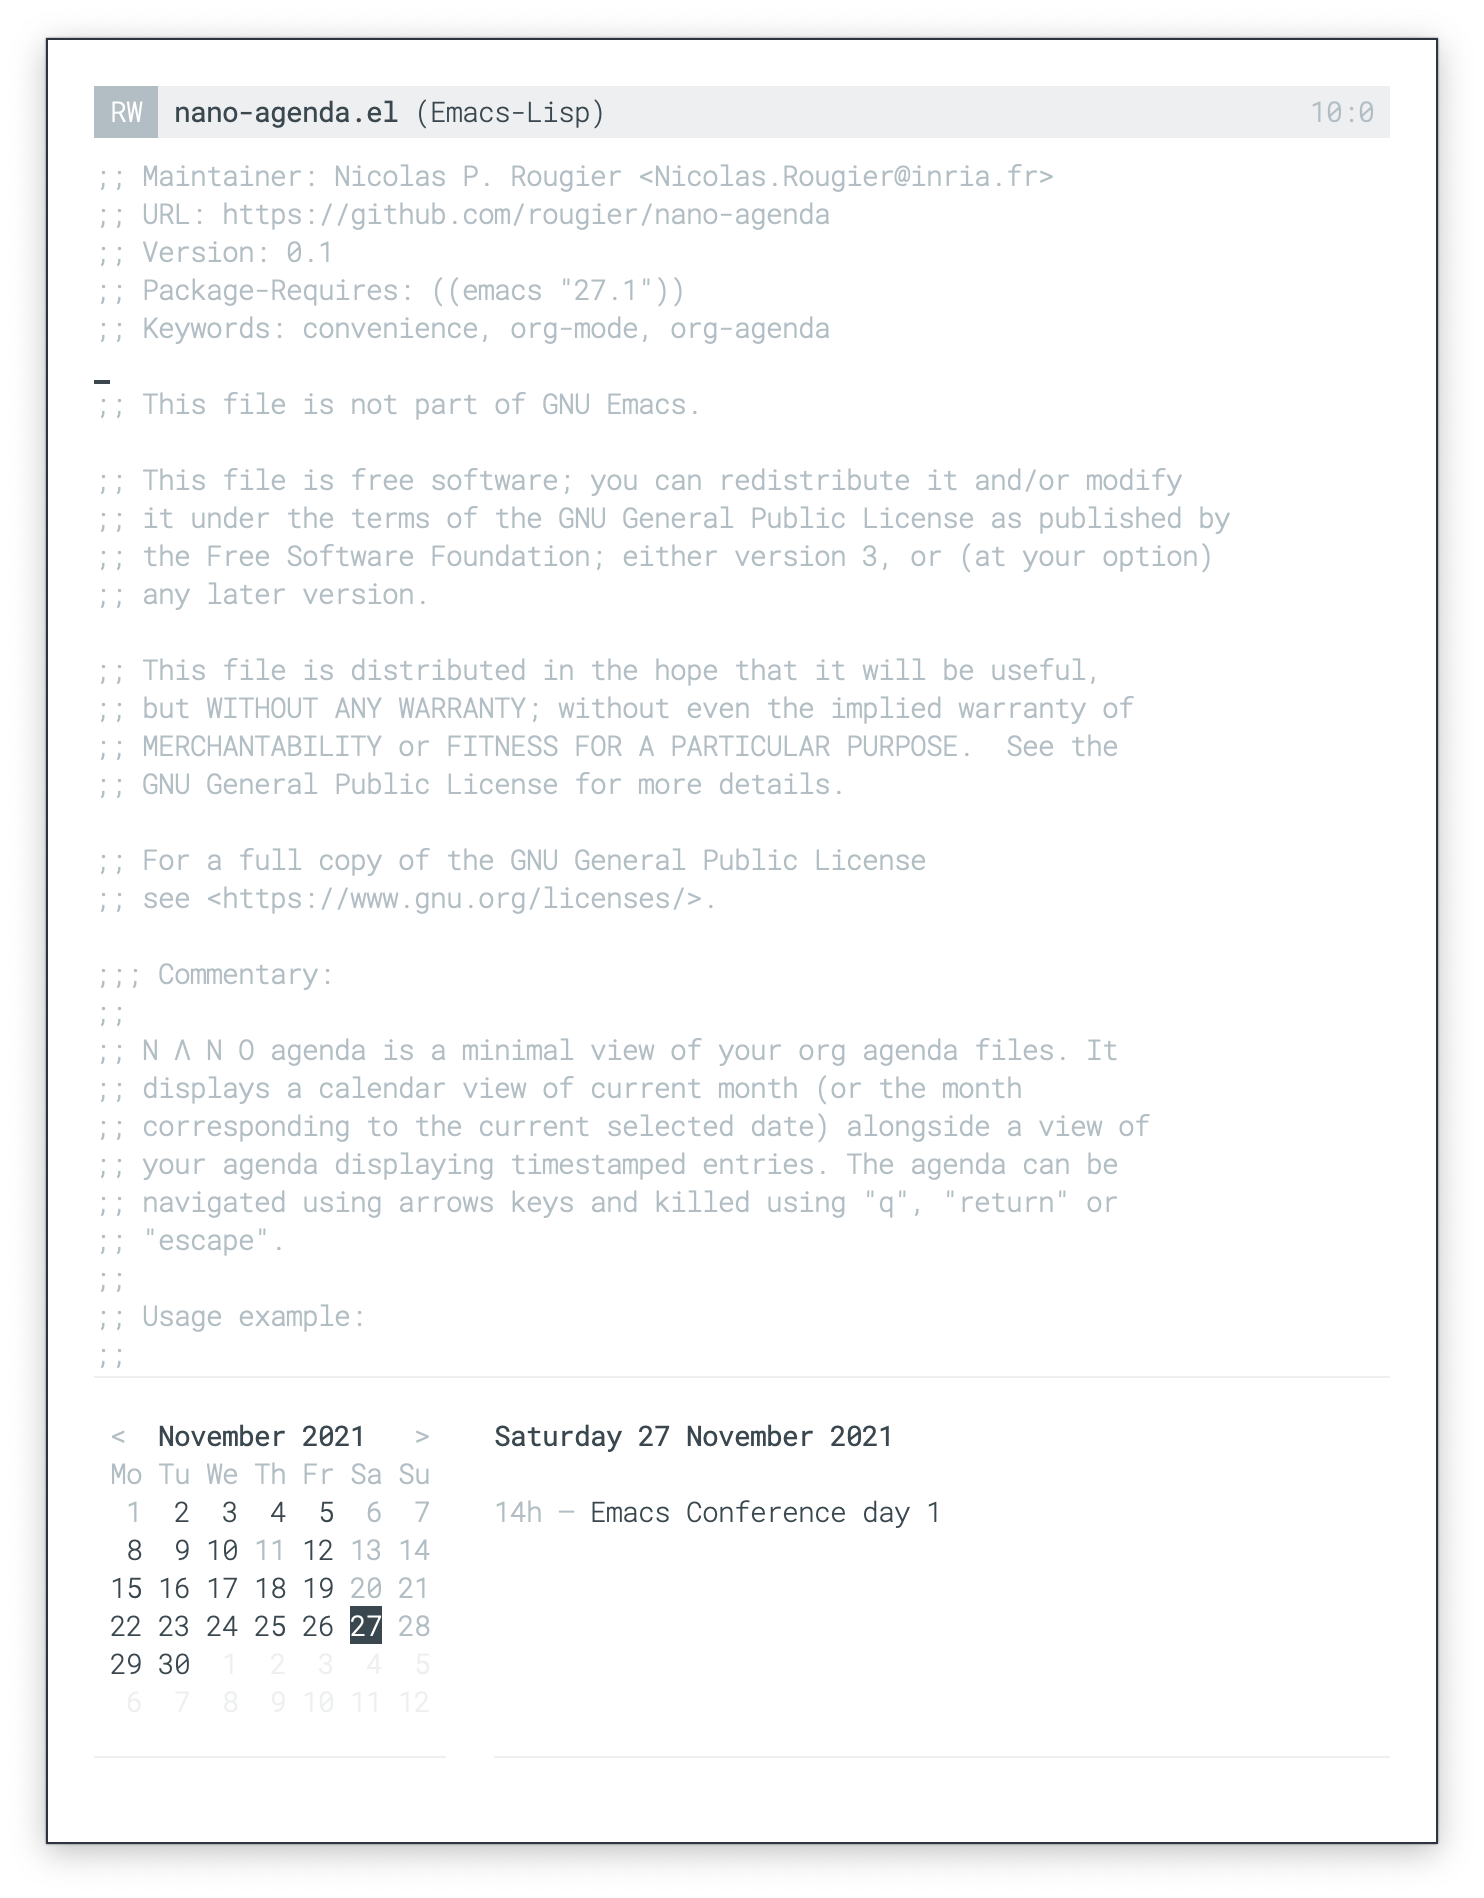 RW nano-agenda.el (Emacs-Lisp) 10:0
;; Maintainer: Nicolas P. Rougier <Nicolas.Rougier@inria.fr>
;; URL: https://github.com/rougier/nano-agenda
;; Version: 0.1
;; Package-Requires: ((emacs "27.1"))
;; Keywords: convenience, org-mode, org-agenda
;; This file is not part of GNU Emacs.
;; This file is free software; you can redistribute it and/or modify
;; it under the terms of the GNU General Public License as published by
;; the Free Software Foundation; either version 3, or (at your option)
;; any later version.
;; This file is distributed in the hope that it will be useful,
;; but WITHOUT ANY WARRANTY; without even the implied warranty of
;; MERCHANTABILITY or FITNESS FOR A PARTICULAR PURPOSE.  See the
;; GNU General Public License for more details.
;; For a full copy of the GNU General Public License
;; see <https://www.gnu.org/licenses/>.
;;; Commentary:
;;
;; N Λ N O agenda is a minimal view of your org agenda files. It
;; displays a calendar view of current month (or the month
;; corresponding to the current selected date) alongside a view of
;; your agenda displaying timestamped entries. The agenda can be
;; navigated using arrows keys and killed using "q", "return" or
;; "escape".
;;
;; Usage example:
;;
< November 2021 >
Mo Tu We Th Fr Sa Su
1 2 3 4 5 6 7
8 9 10 11 12 13 14
15 16 17 18 19 20 21
22 23 24 25 26 27 28
29 30 1 2 3 4 5
6 7 8 9 10 11 12
Saturday 27 November 2021
14h – Emacs Conference day 1